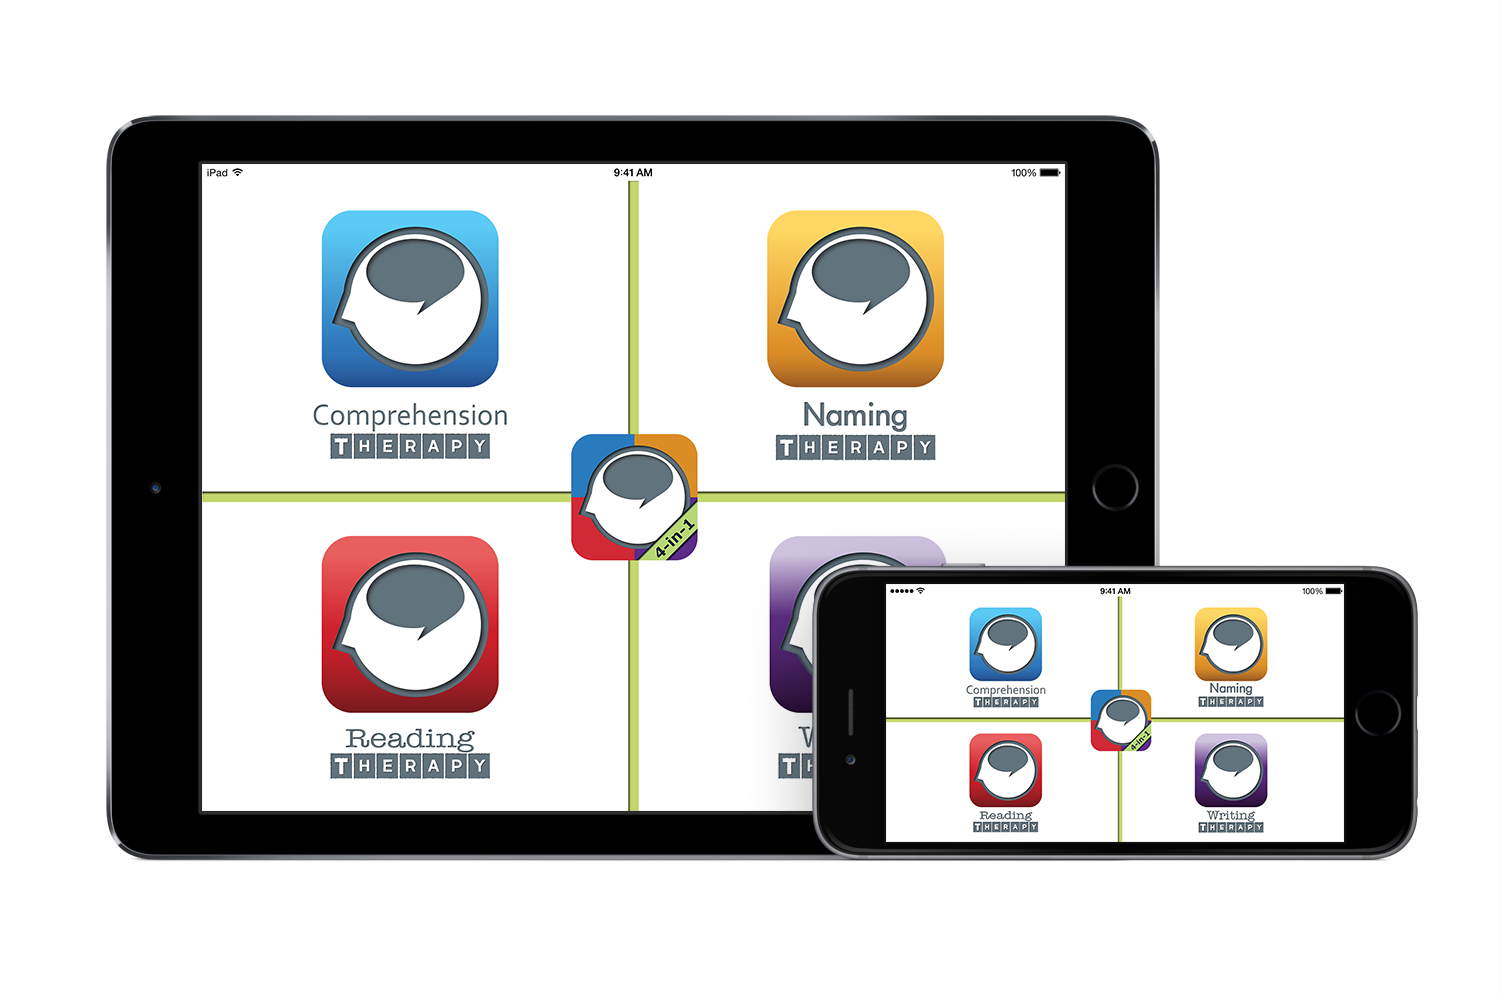 iPad
9:41 AM
100%
Comprehension
THERAPY
Naming
THERAPY
4-in-1
Reading
THERAPY
W
TH
9:41 AM
100%
Comprehension
THERAPY
Naming
THERAPY
4-in-1
Reading
THERAPY
Writing
THERAPY